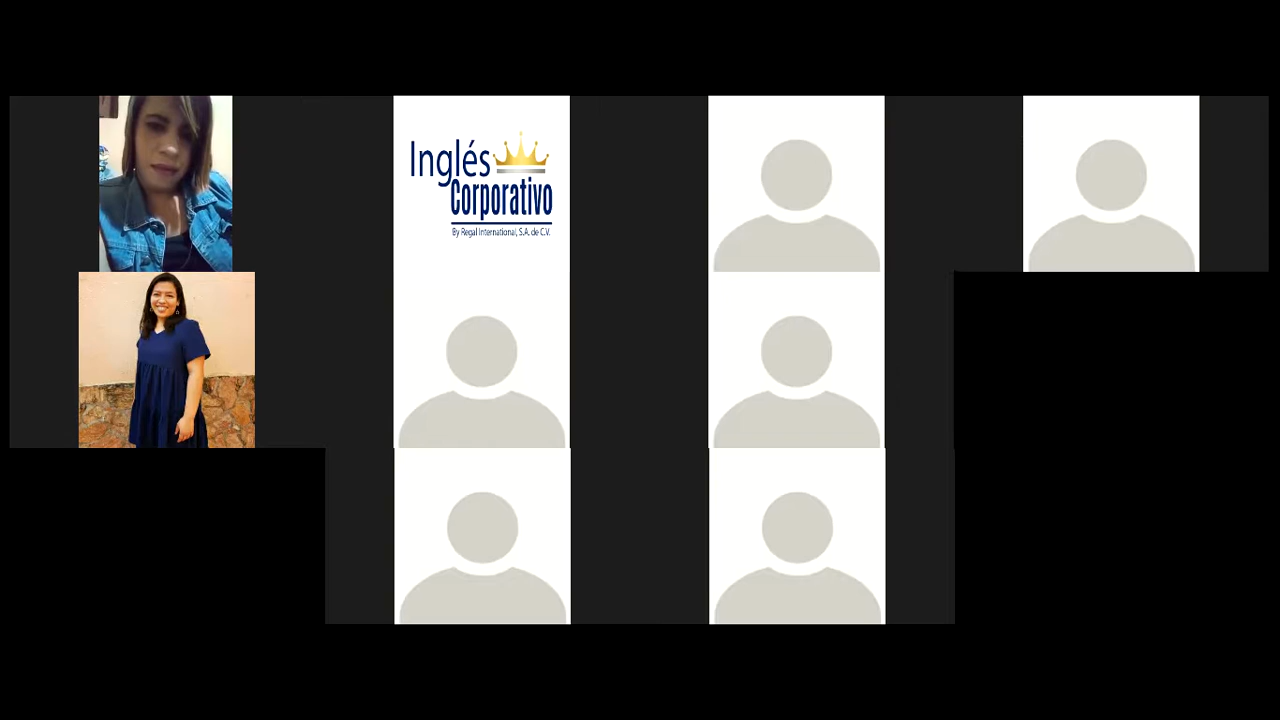 Inglés
Corporativo
By Regal International, S.A. de C.V.